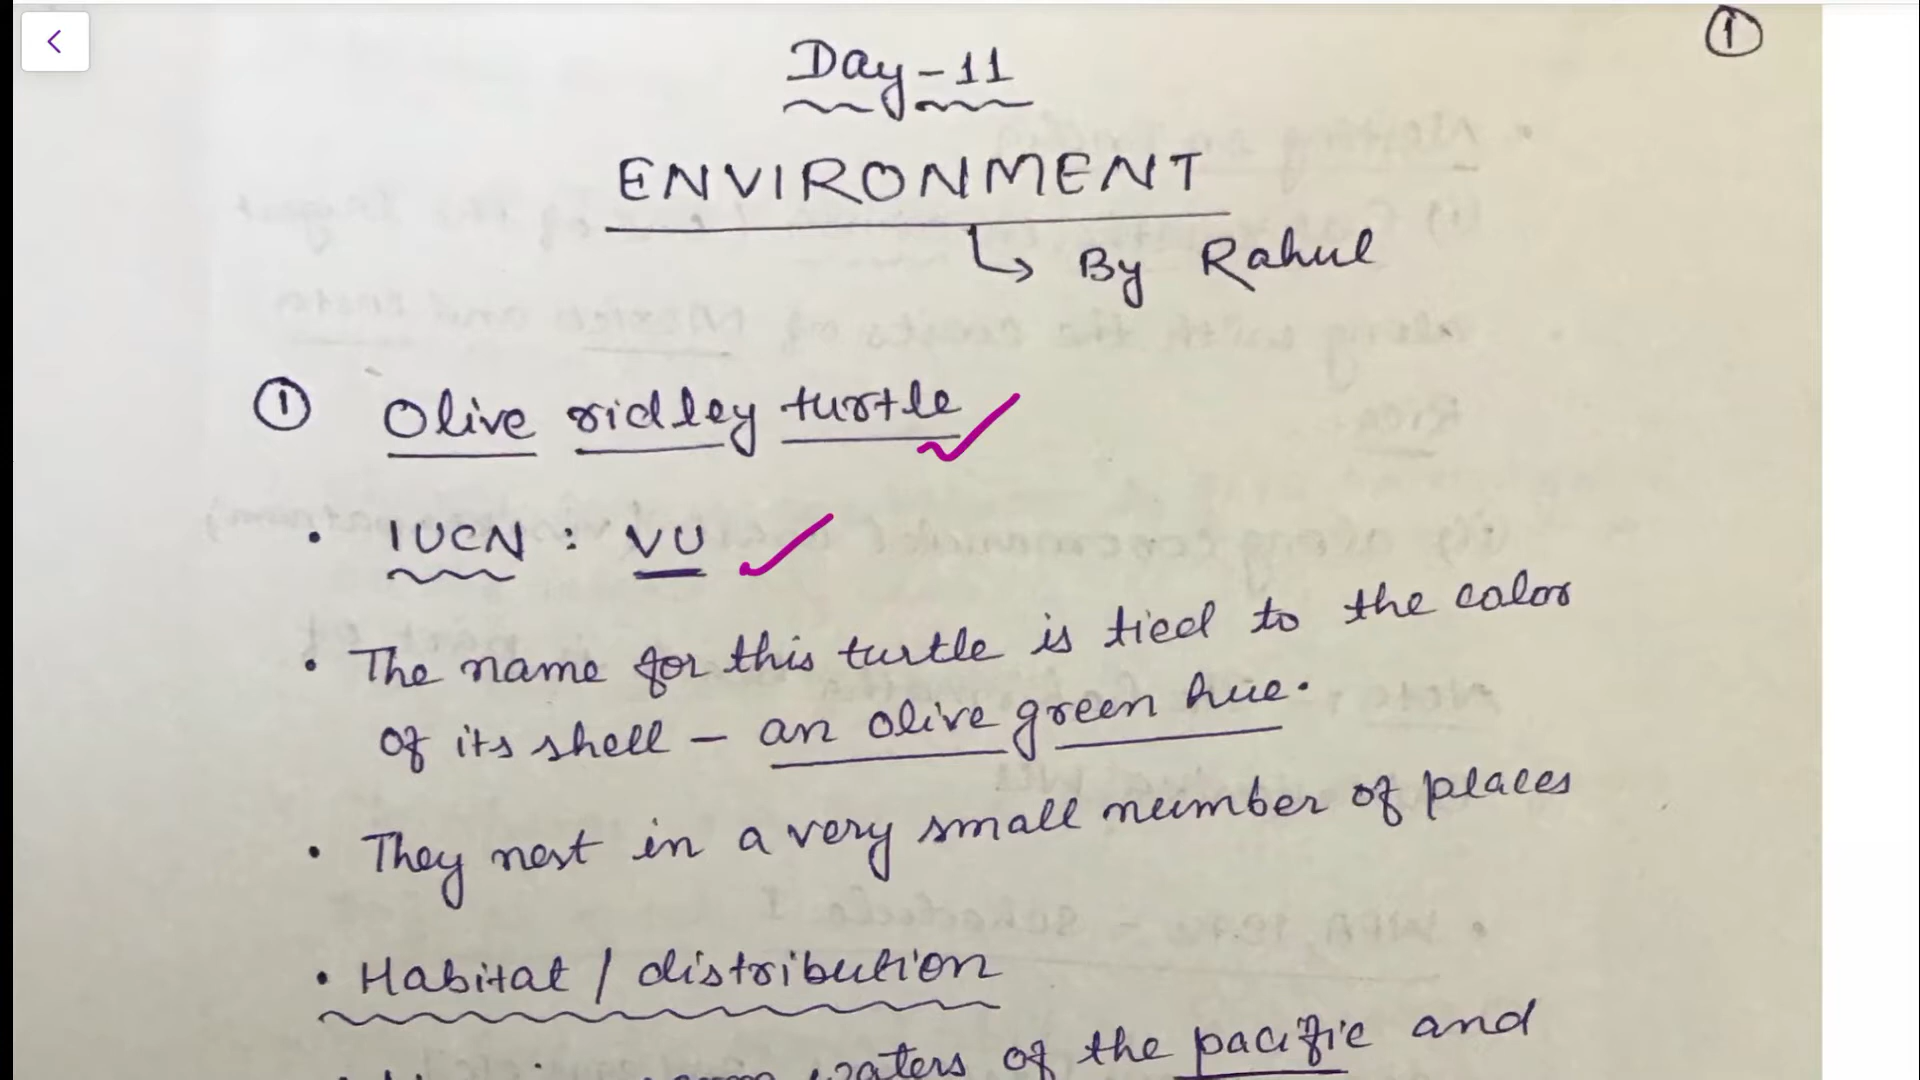 1
Day-11
ENVIRONMENT
↳ By Rahul
① Olive ridley turtle
• IUCN : VU
• The name for this turtle is tied to the color
of its shell – an olive green hue.
• They nest in a very small number of places
• Habitat / distribution
waters of the pacific and